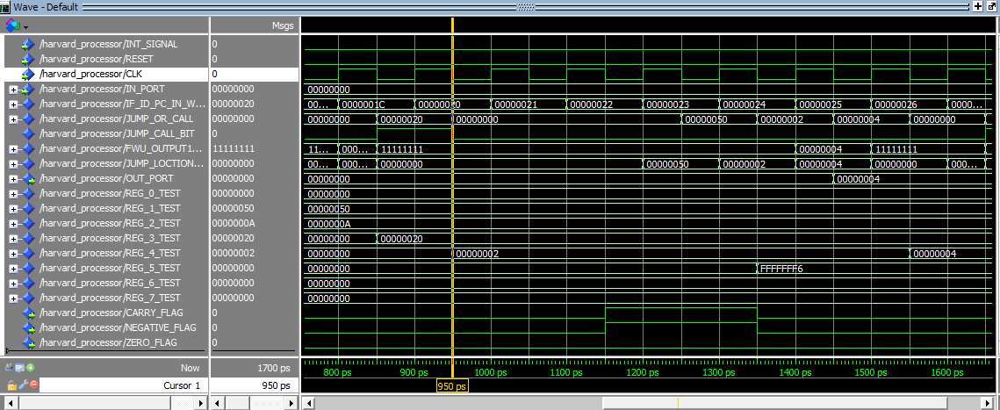 Wave - Default
Msgs
/harvard_processor/INT_SIGNAL 0
/harvard_processor/RESET 0
/harvard_processor/CLK 0
/harvard_processor/IN_PORT 00000000 00000000
/harvard_processor/IF_ID_PC_IN_W... 00000020 00... 0000001C 00000020 00000021 00000022 00000023 00000024 00000025 00000026 0000...
/harvard_processor/JUMP_OR_CALL 00000000 00000000 00000020 00000000 00000050 00000002 00000004 00000000
/harvard_processor/JUMP_CALL_BIT 0
/harvard_processor/FWU_OUTPUT1... 11111111 11... 000... 11111111 00000004 11111111
/harvard_processor/JUMP_LOCTION... 00000000 00... 000... 00000000 00000050 00000002 00000004 00000000 000...
/harvard_processor/OUT_PORT 00000000 00000000 00000004
/harvard_processor/REG_0_TEST 00000000 00000000
/harvard_processor/REG_1_TEST 00000050 00000050
/harvard_processor/REG_2_TEST 0000000A 0000000A
/harvard_processor/REG_3_TEST 00000020 00000000 00000020
/harvard_processor/REG_4_TEST 00000002 00000000 00000002 00000004
/harvard_processor/REG_5_TEST 00000000 00000000 FFFFFFF6
/harvard_processor/REG_6_TEST 00000000 00000000
/harvard_processor/REG_7_TEST 00000000 00000000
/harvard_processor/CARRY_FLAG 0
/harvard_processor/NEGATIVE_FLAG 0
/harvard_processor/ZERO_FLAG 0
Now 1700 ps 800 ps 900 ps 1000 ps 1100 ps 1200 ps 1300 ps 1400 ps 1500 ps 1600 ps
Cursor 1 950 ps 950 ps